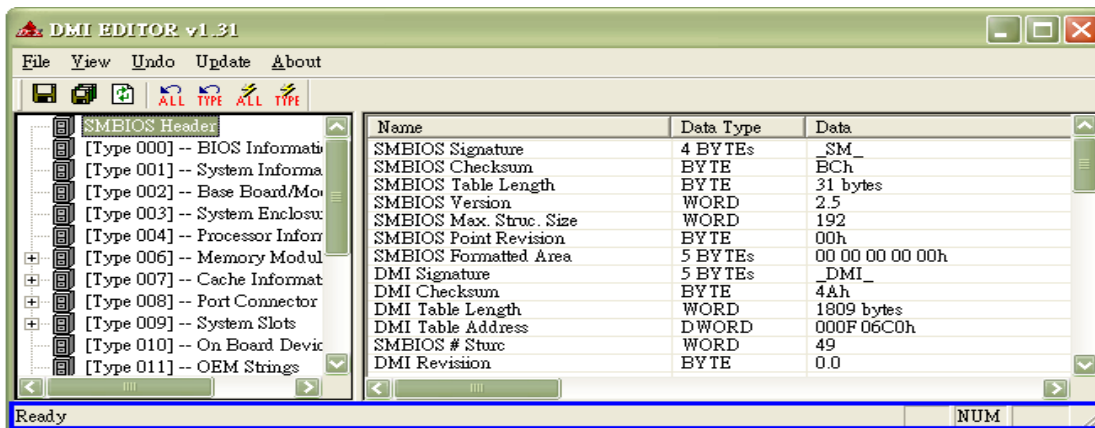 DMI EDITOR v1.31
File View Undo Update About
ALL TYPE ALL TYPE
SMBIOS Header
[Type 000] -- BIOS Informati
[Type 001] -- System Informa
[Type 002] -- Base Board/Mo
[Type 003] -- System Enclosu
[Type 004] -- Processor Inform
[Type 006] -- Memory Modul
[Type 007] -- Cache Informat
[Type 008] -- Port Connector
[Type 009] -- System Slots
[Type 010] -- On Board Devic
[Type 011] -- OEM Strings
Name Data Type Data
SMBIOS Signature 4 BYTEs _SM_
SMBIOS Checksum BYTE BCh
SMBIOS Table Length BYTE 31 bytes
SMBIOS Version WORD 2.5
SMBIOS Max. Struc. Size WORD 192
SMBIOS Point Revision BYTE 00h
SMBIOS Formatted Area 5 BYTEs 00 00 00 00 00h
DMI Signature 5 BYTEs _DMI_
DMI Checksum BYTE 4Ah
DMI Table Length WORD 1809 bytes
DMI Table Address DWORD 000F06C0h
SMBIOS # Sturc WORD 49
DMI Revisiion BYTE 0.0
Ready NUM